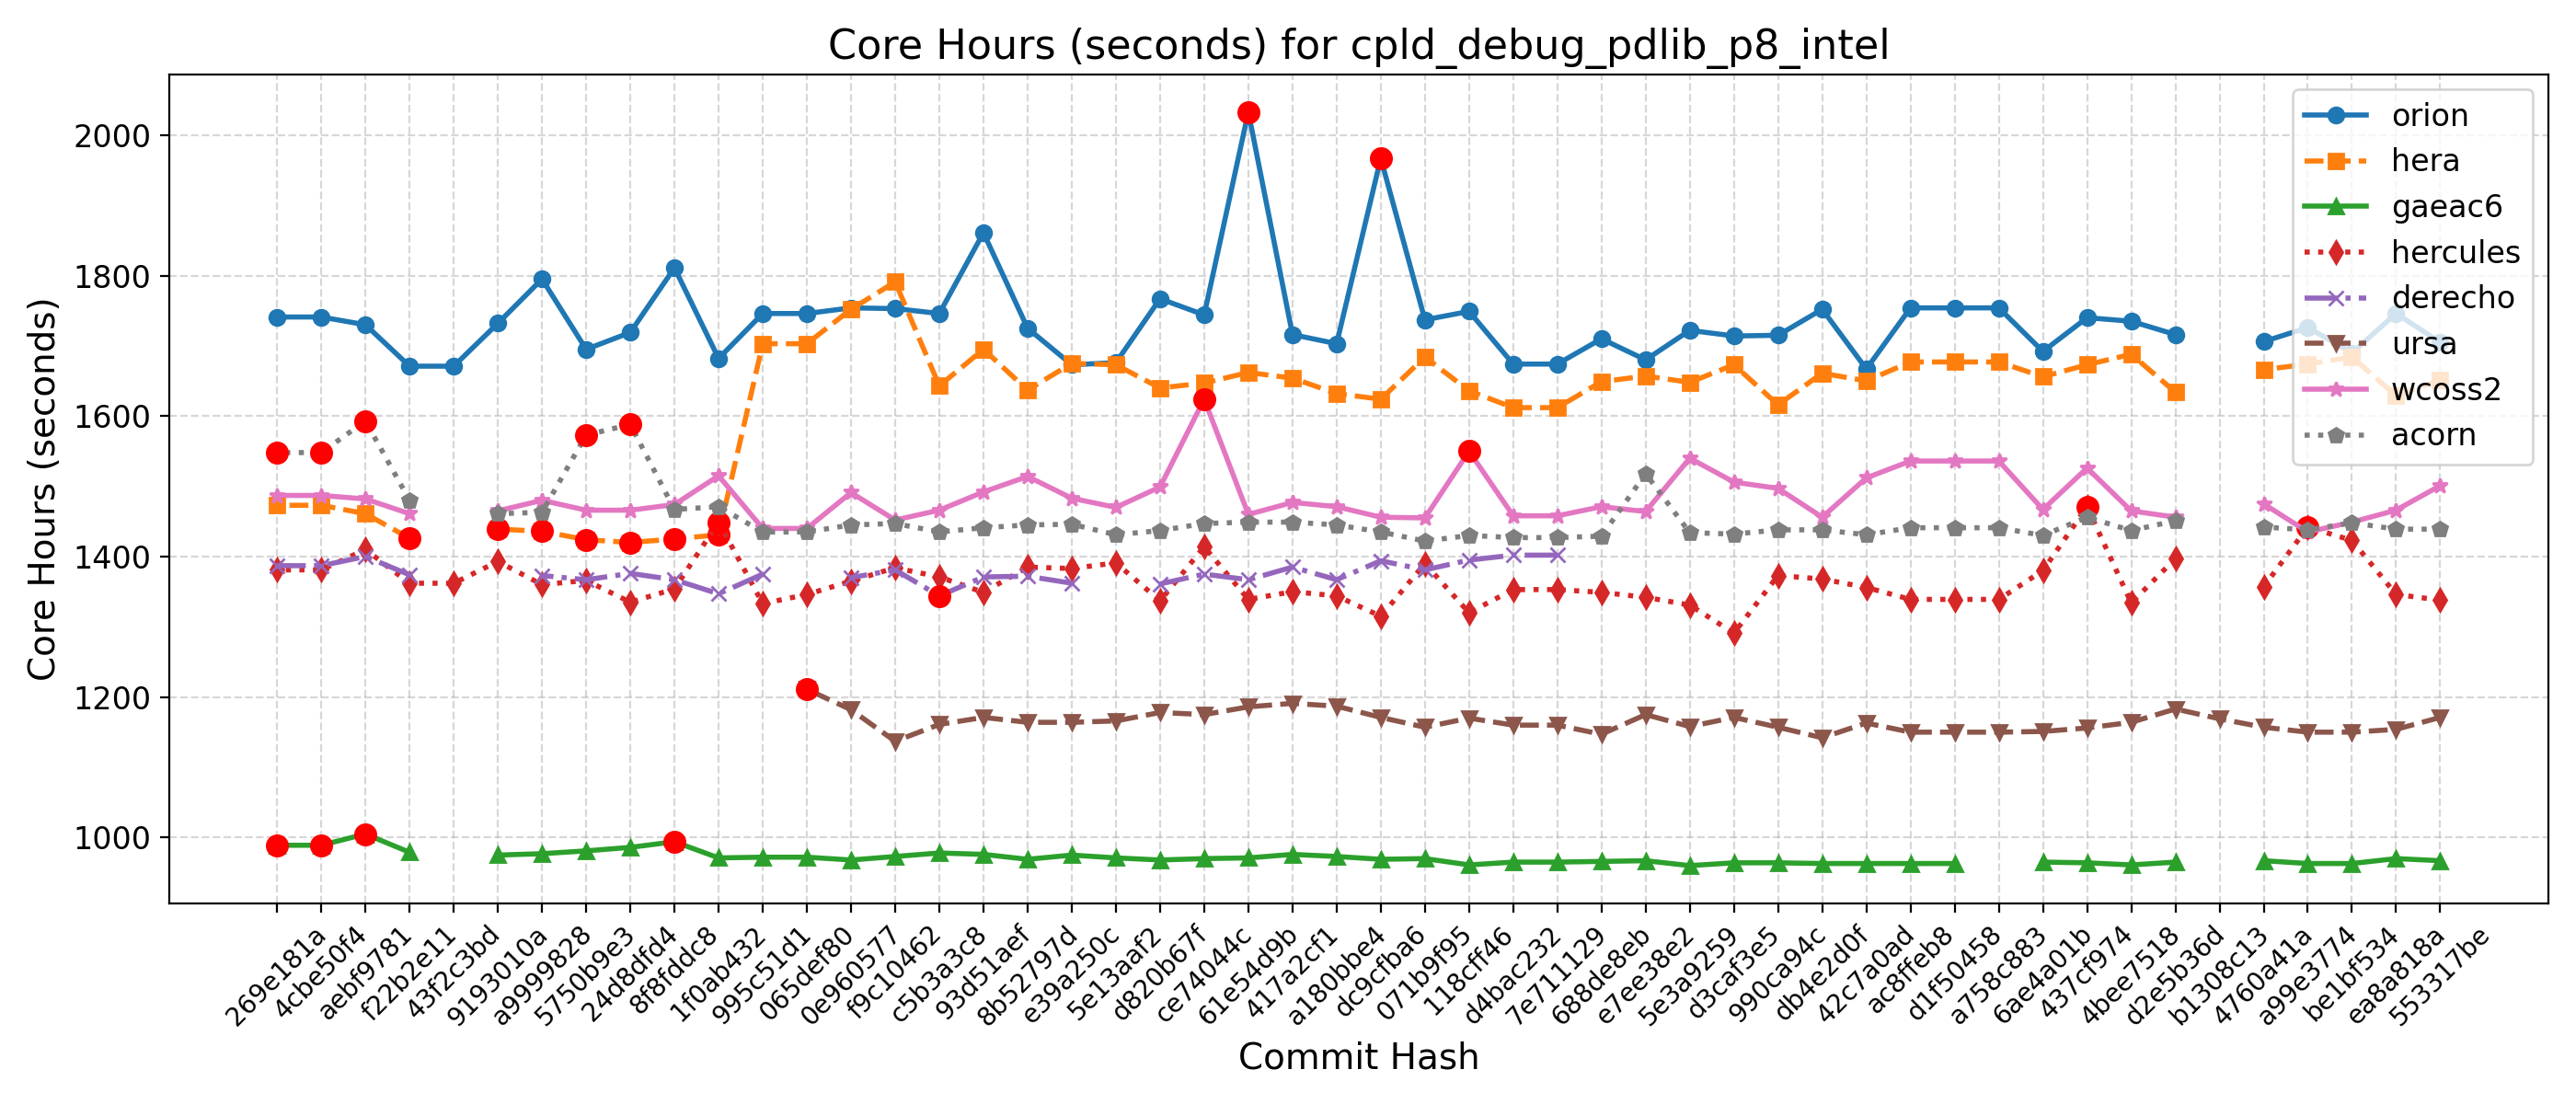 Core Hours (seconds) for cpld_debug_pdlib_p8_intel
Core Hours (seconds)
2000
1800
1600
1400
1200
1000
orion
hera
gaeac6
hercules
derecho
ursa
wcoss2
acorn
269e181a
4cbe50f4
aebf9781
f22b2e11
43f2c3bd
9193010a
a9999828
5750b9e3
24d8dfd4
8f8fddc8
1f0ab432
995c51d1
065def80
0e960577
f9c10462
c5b3a3c8
93d51aef
8b52797d
e39a250c
5e13aaf2
d820b67f
ce74044c
61e54d9b
417a2cf1
a180bbe4
dc9cfba6
071b9f95
118cff46
d4bac232
7e711129
688de8eb
e7ee38e2
5e3a9259
d3caf3e5
990ca94c
db4e2d0f
42c7a0ad
ac8ffeb8
d1f50458
a758c883
6ae4a01b
437cf974
4bee7518
d2e5b36d
b1308c13
4760a41a
a99e3774
be1bf534
ea8a818a
553317be
Commit Hash